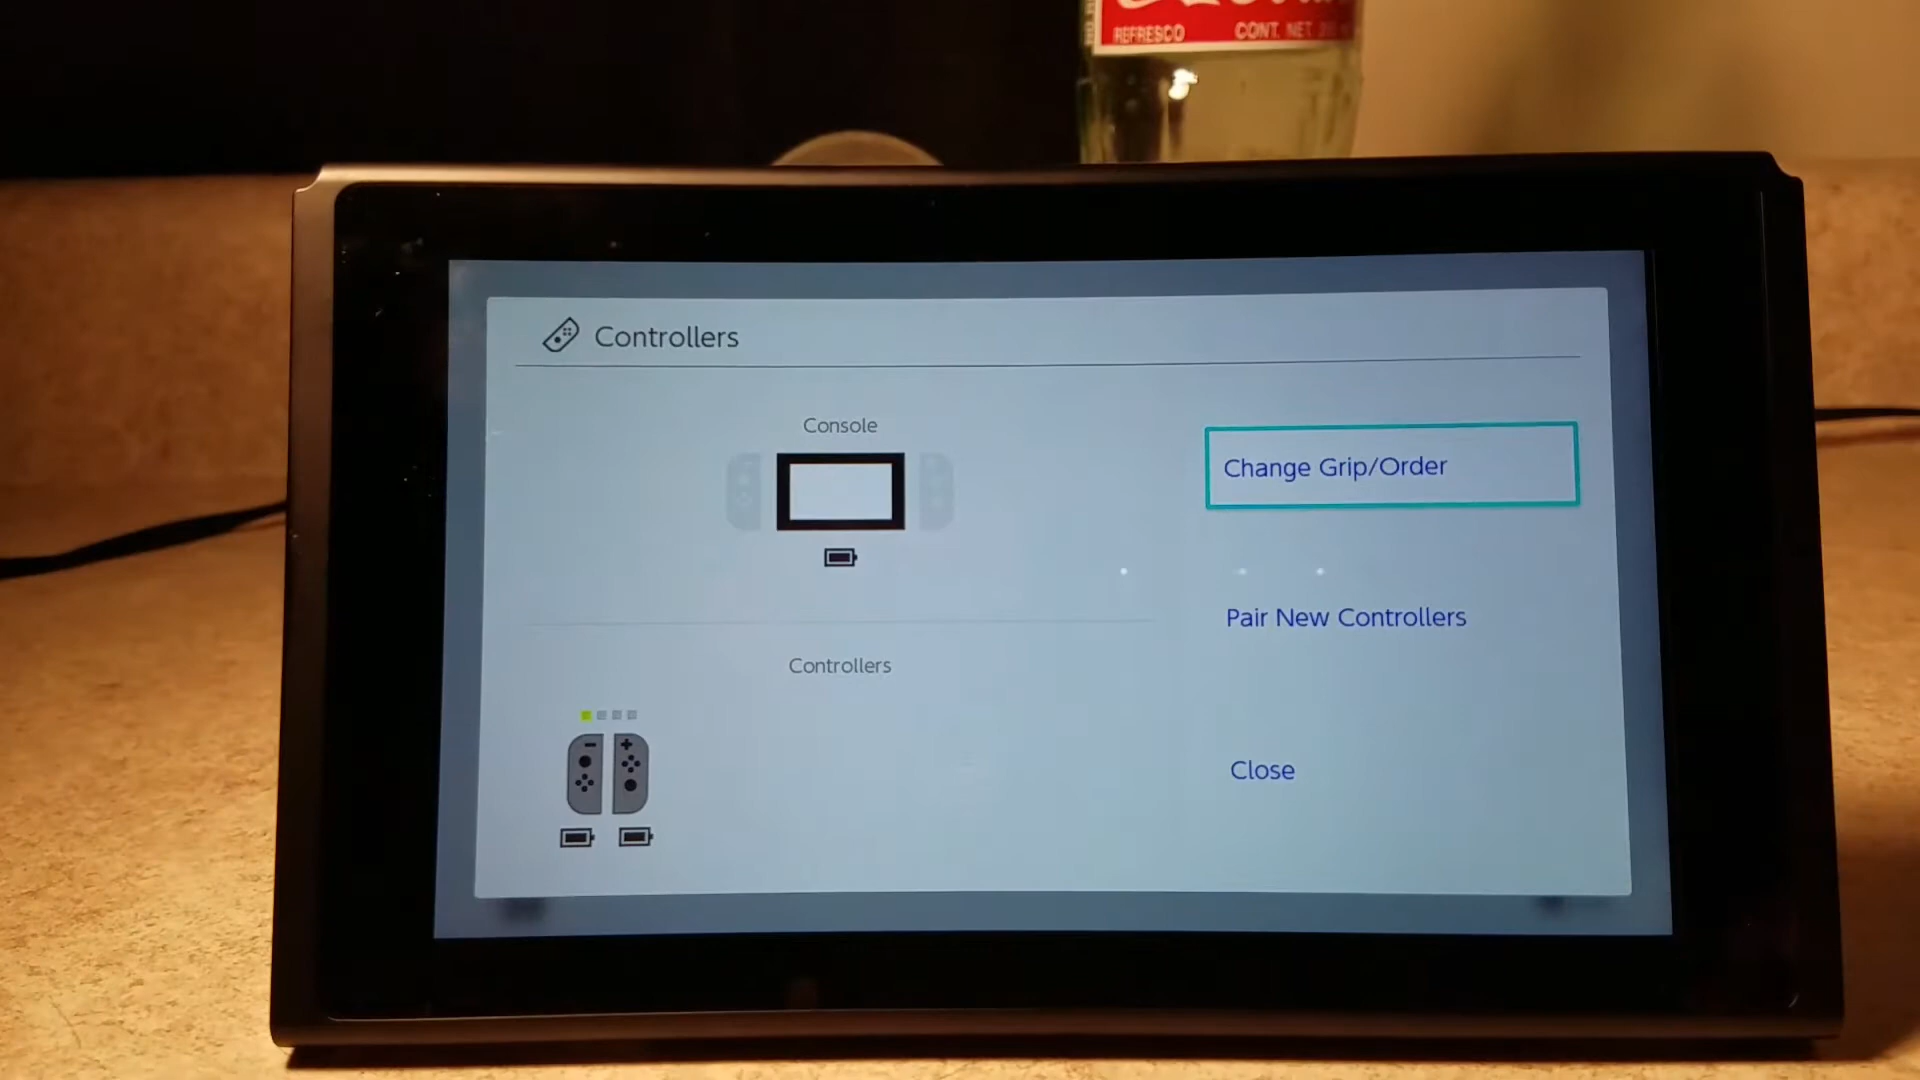 REFRESCO CONT. NET.
Controllers
Console
Change Grip/Order
Pair New Controllers
Controllers
Close